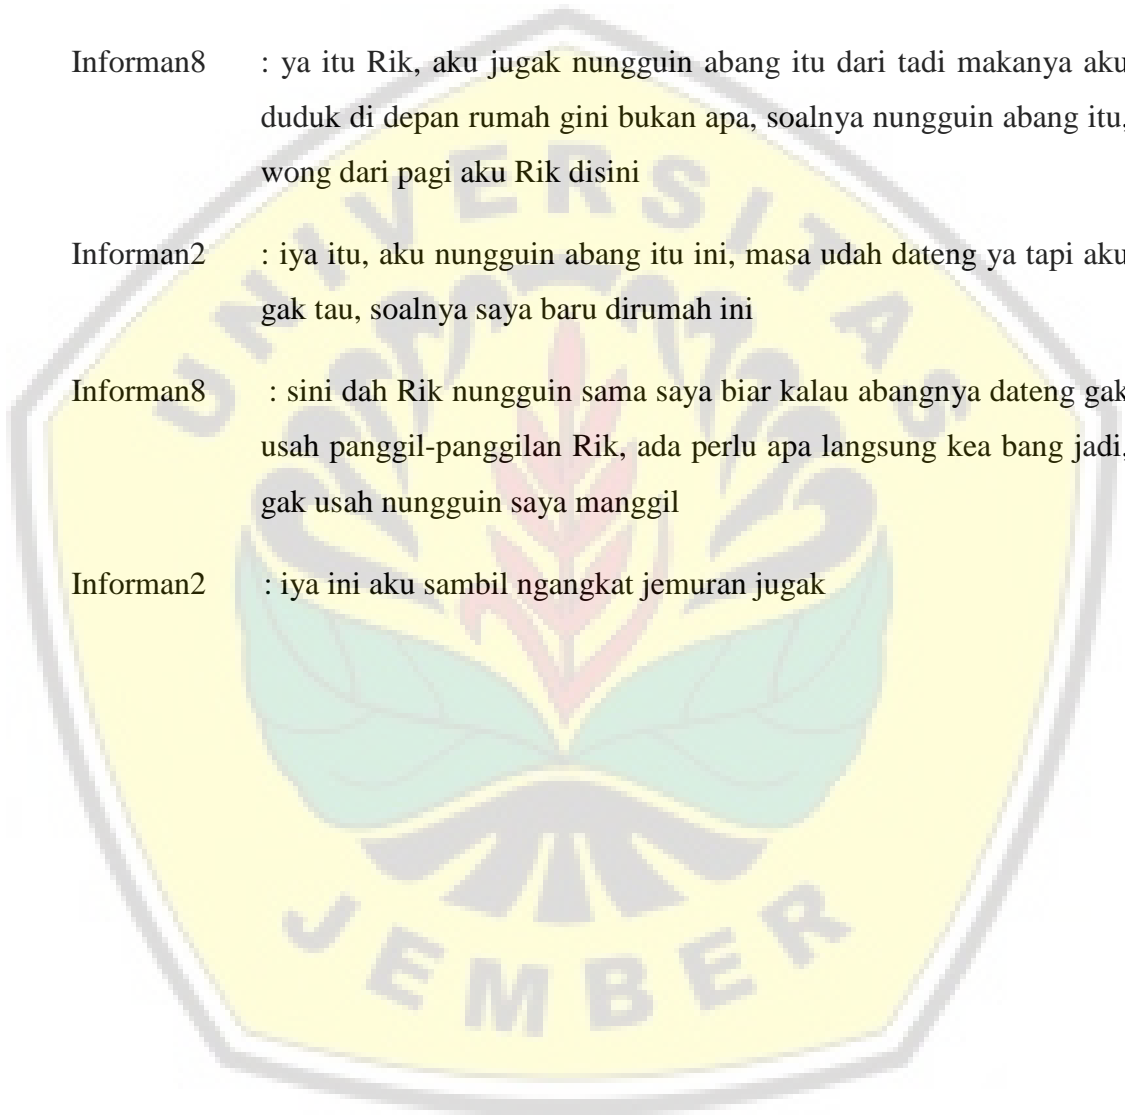 Informan8 : ya itu Rik, aku jugak nungguin abang itu dari tadi makanya aku
duduk di depan rumah gini bukan apa, soalnya nungguin abang itu,
wong dari pagi aku Rik disini
Informan2 : iya itu, aku nungguin abang itu ini, masa udah dateng ya tapi aku
gak tau, soalnya saya baru dirumah ini
Informan8 : sini dah Rik nungguin sama saya biar kalau abangnya dateng gak
usah panggil-panggilan Rik, ada perlu apa langsung kea bang jadi,
gak usah nungguin saya manggil
Informan2 : iya ini aku sambil ngangkat jemuran jugak
UNIVERSITAS
JEMBER